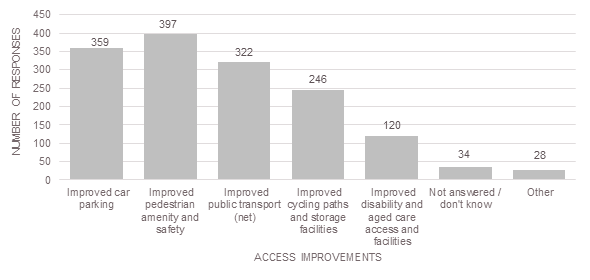 450
400
350
300
250
200
150
100
50
0
NUMBER OF RESPONSES
359
397
322
246
120
34
28
Improved car
parking
Improved
pedestrian
amenity and
safety
Improved
public transport
(net)
Improved
cycling paths
and storage
facilities
Improved
disability and
aged care
access and
facilities
Not answered /
don't know
Other
ACCESS IMPROVEMENTS